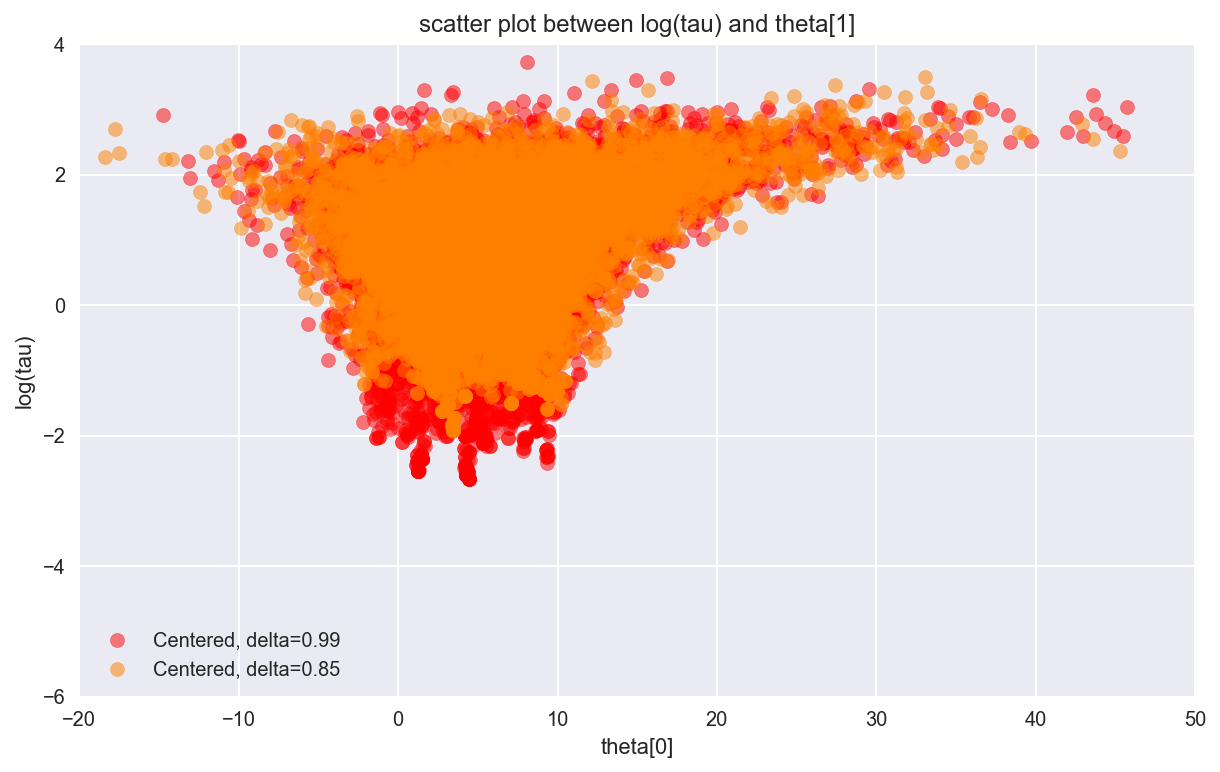 scatter plot between log(tau) and theta[1]
4
2
0
−2
−4
−6
log(tau)
Centered, delta=0.99
Centered, delta=0.85
−20 −10 0 10 20 30 40 50
theta[0]